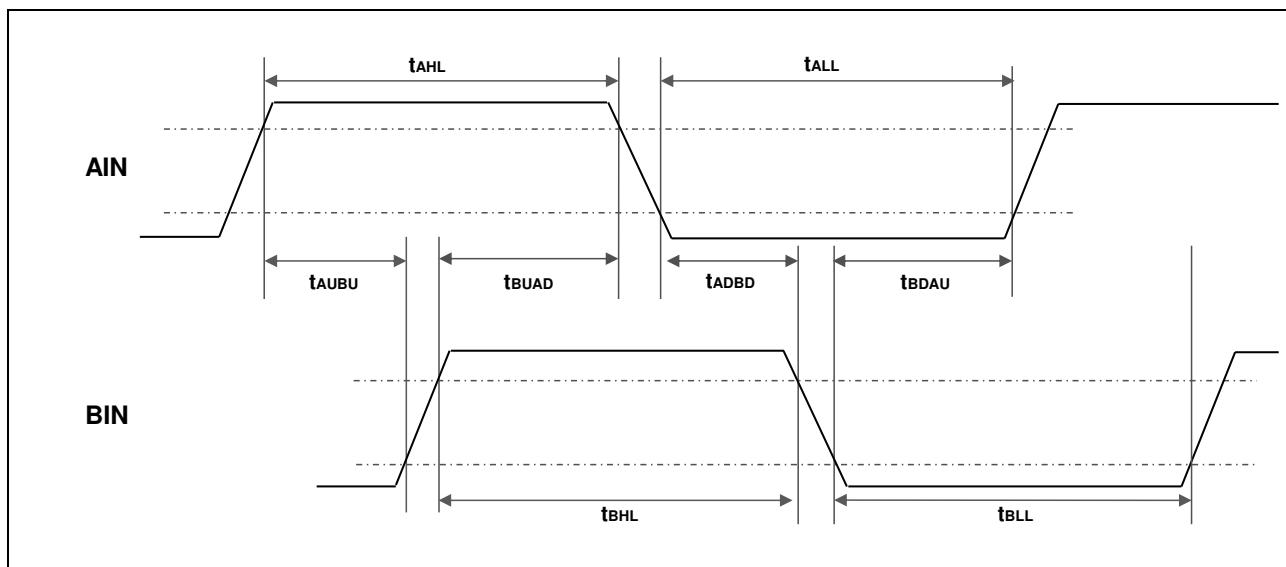 tAHL
tALL
AIN
tAUBU
tBUAD
tADBD
tBDAU
BIN
tBHL
tBLL